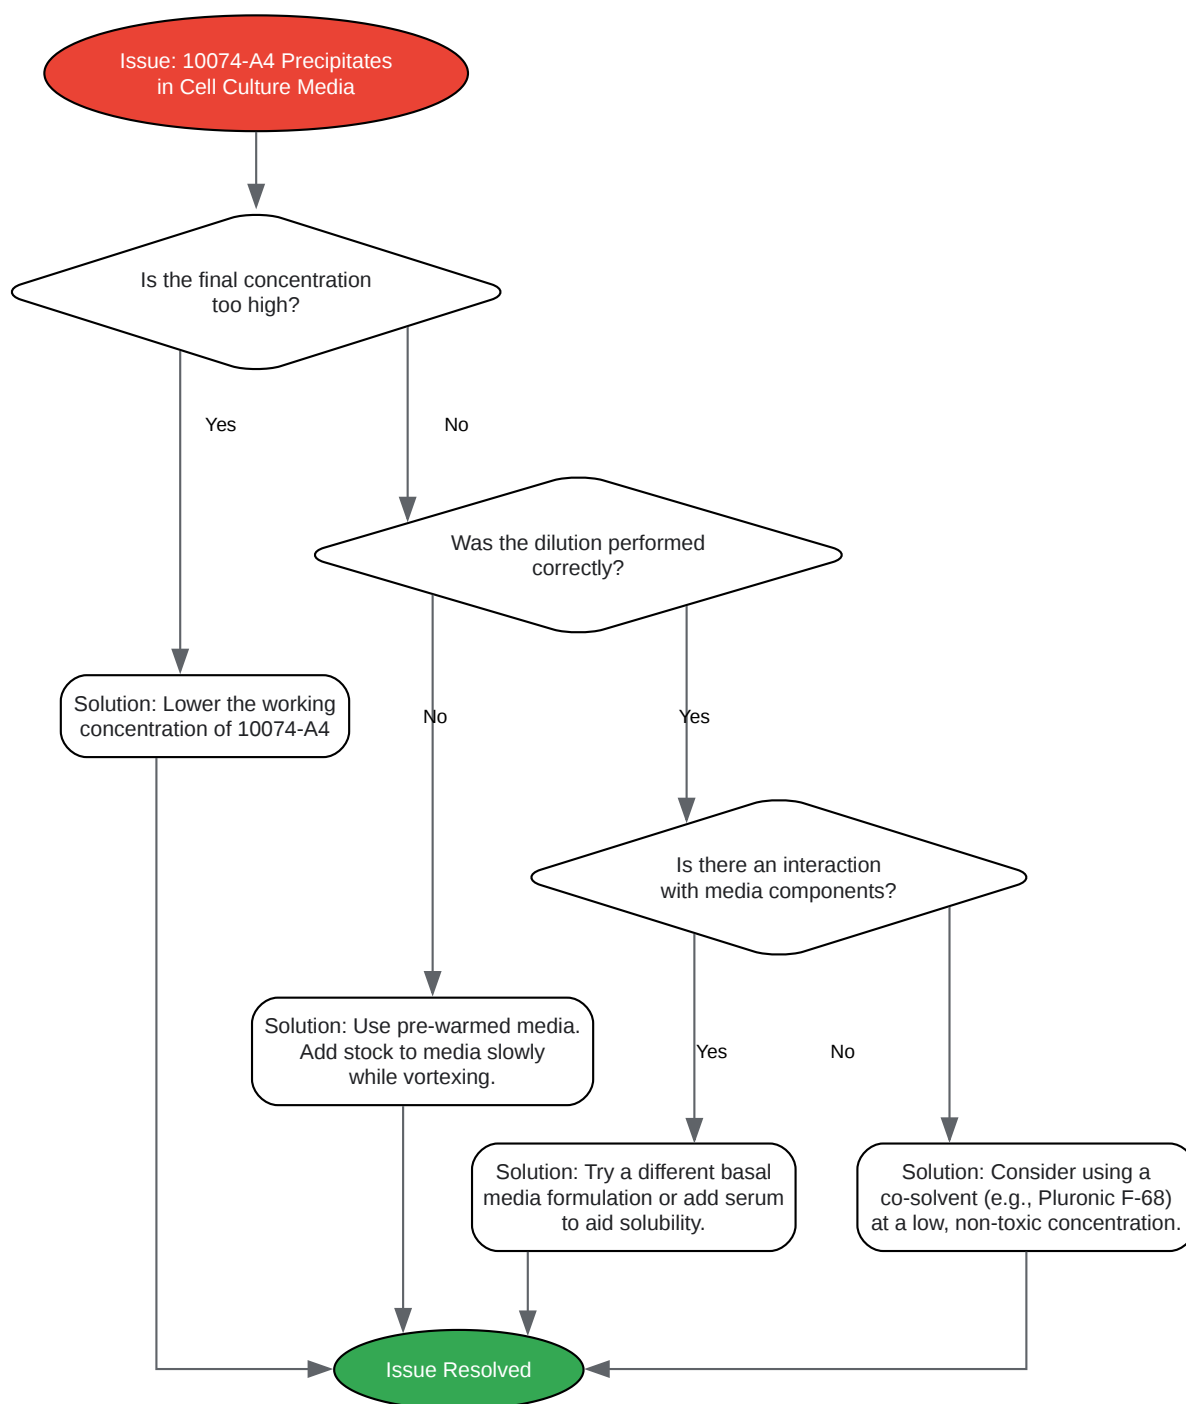 Issue: 10074-A4 Precipitates
in Cell Culture Media
Is the final concentration
too high?
Yes
No
Was the dilution performed
correctly?
Solution: Lower the working
concentration of 10074-A4
No
Yes
Is there an interaction
with media components?
Solution: Use pre-warmed media.
Add stock to media slowly
while vortexing.
Yes
No
Solution: Try a different basal
media formulation or add serum
to aid solubility.
Solution: Consider using a
co-solvent (e.g., Pluronic F-68)
at a low, non-toxic concentration.
Issue Resolved